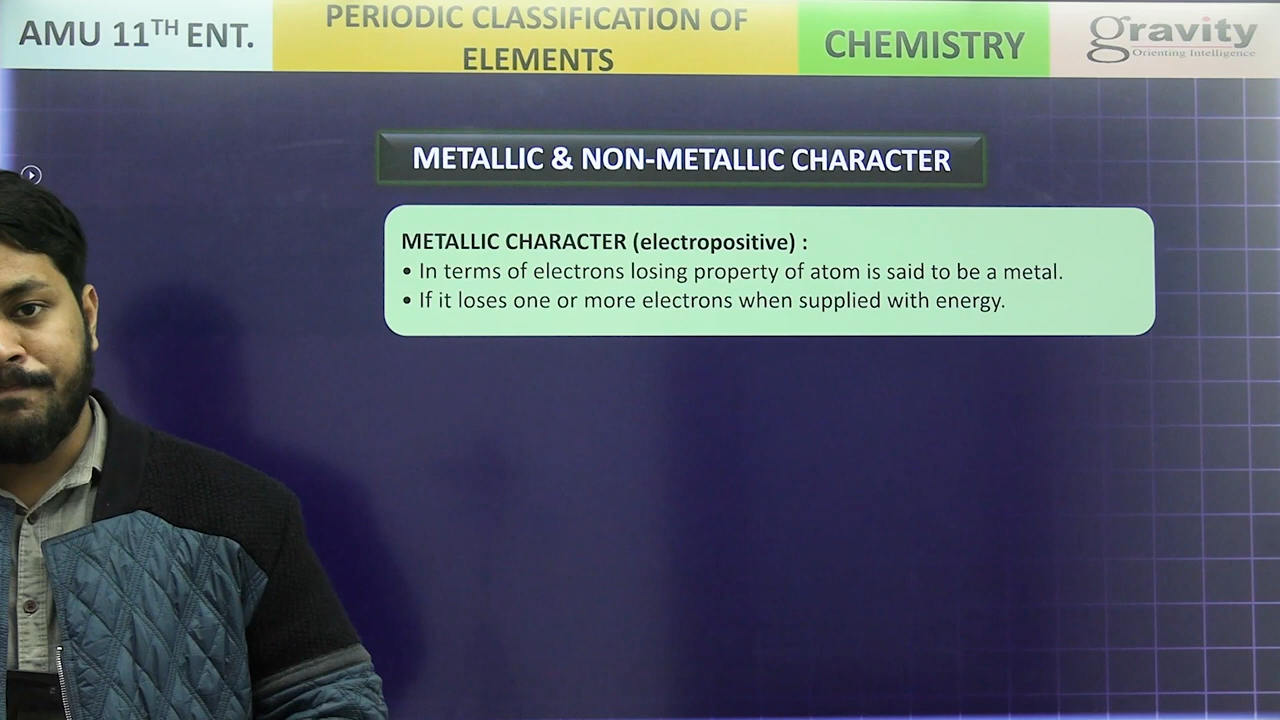 AMU 11TH ENT.
PERIODIC CLASSIFICATION OF
ELEMENTS
CHEMISTRY
gravity
Orienting Intelligence
METALLIC & NON-METALLIC CHARACTER
METALLIC CHARACTER (electropositive) :
• In terms of electrons losing property of atom is said to be a metal.
• If it loses one or more electrons when supplied with energy.